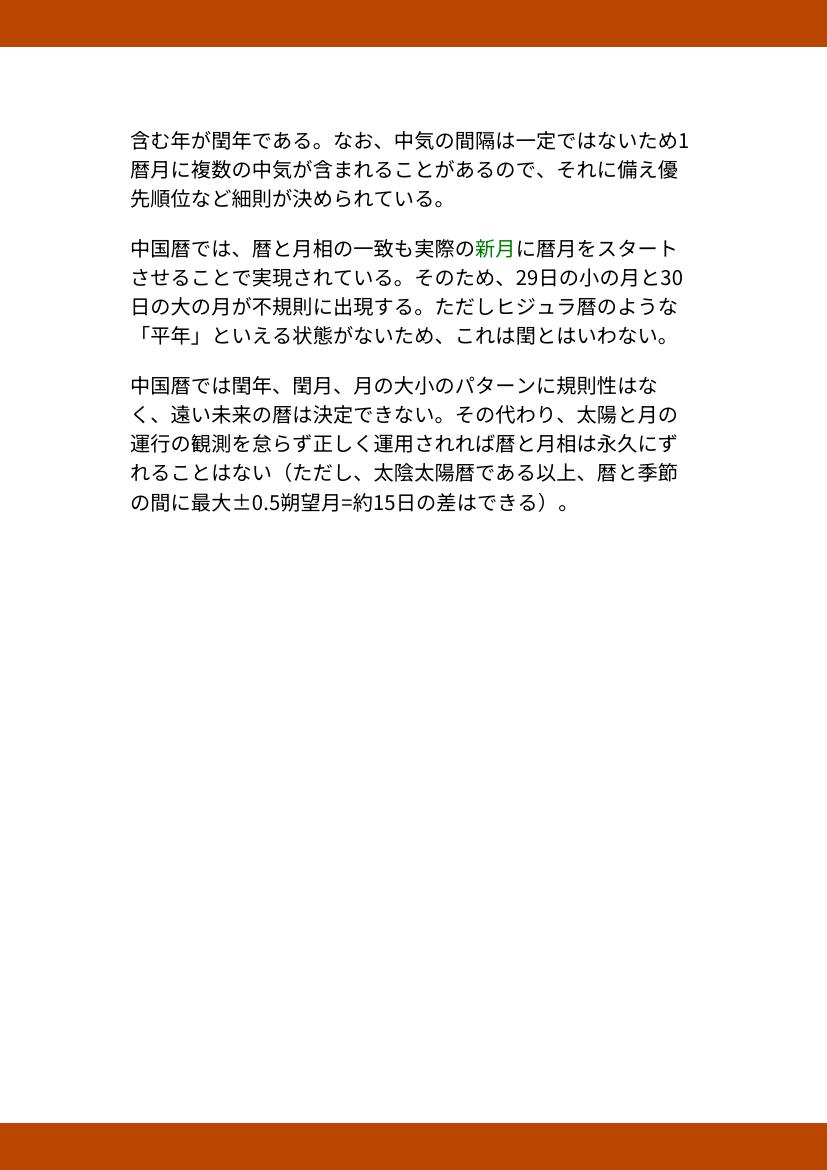 含む年が閏年である。なお、中気の間隔は一定ではないため1
暦月に複数の中気が含まれることがあるので、それに備え優
先順位など細則が決められている。
中国暦では、暦と月相の一致も実際の新月に暦月をスタート
させることで実現されている。そのため、29日の小の月と30
日の大の月が不規則に出現する。ただしヒジュラ暦のような
「平年」といえる状態がないため、これは閏とはいわない。
中国暦では閏年、閏月、月の大小のパターンに規則性はな
く、遠い未来の暦は決定できない。その代わり、太陽と月の
運行の観測を怠らず正しく運用されれば暦と月相は永久にず
れることはない（ただし、太陰太陽暦である以上、暦と季節
の間に最大±0.5朔望月=約15日の差はできる）。